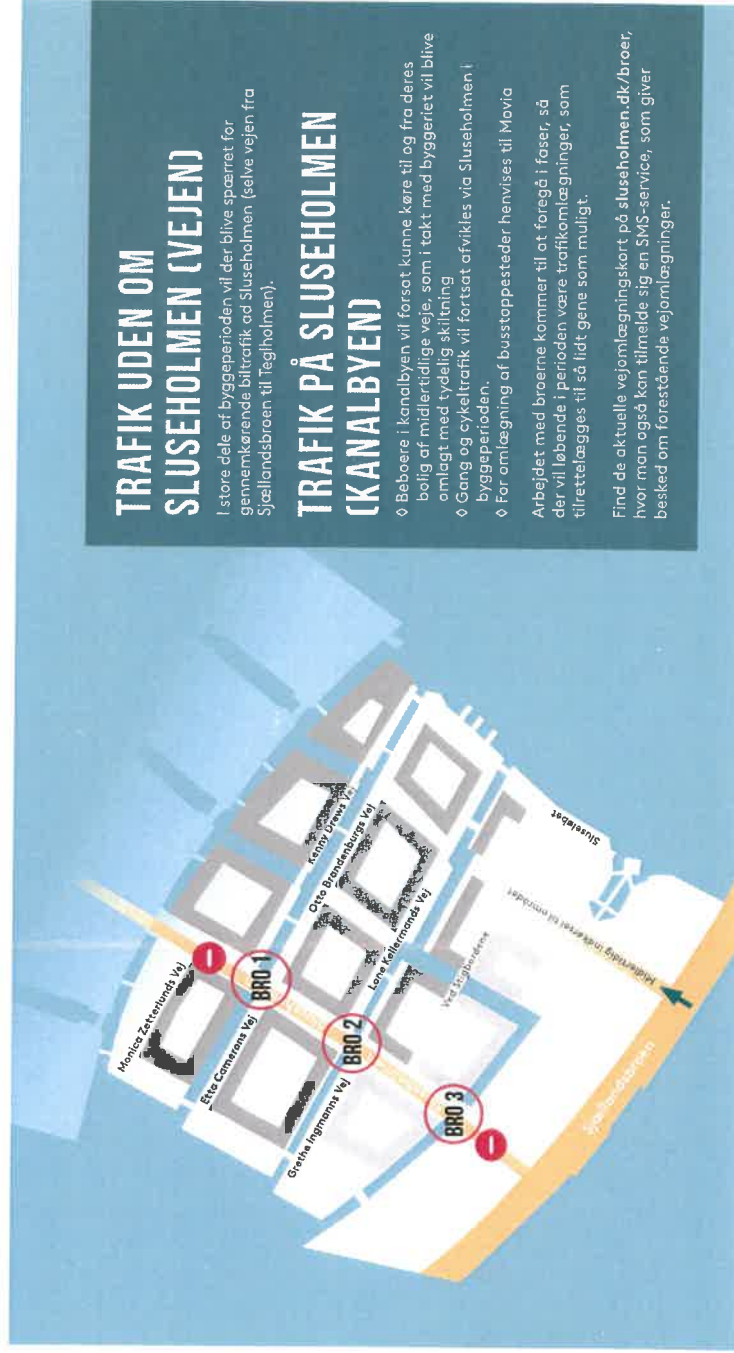 TRAFIK UDEN OM
SLUSEHOLMEN (VEJEN)
I store dele af byggeperioden vil der blive spærret for
gennemkørende biltrafik ad Sluseholmen (selve vejen fra
Sjællandsbroen til Teglholmen).
TRAFIK PÅ SLUSEHOLMEN
(KANALBYEN)
◊ Beboere i kanalbyen vil forsat kunne køre til og fra deres
bolig af midlertidlige veje, som i takt med byggeriet vil blive
omlagt med tydelig skiltning
◊ Gang og cykeltrafik vil fortsat afvikles via Sluseholmen i
byggeperioden.
◊ For omlægning af busstoppesteder henvises til Movia
Arbejdet med broerne kommer til at foregå i faser, så
der vil løbende i perioden være trafikomlægninger, som
tilrettelægges til så lidt gene som muligt.
Find de aktuelle vejomlægningskort på sluseholmen.dk/broer,
hvor man også kan tilmelde sig en SMS-service, som giver
besked om forestående vejomlægninger.
Monica Zetterlunds Vej
BRO 1
Etta Camerons Vej
Kenny Drews Vej
Otto Brandenburgs Vej
BRO 2
Grethe Ingmanns Vej
Lone Kellermanns Vej
Ved Stigbordene
BRO 3
Sluseløbet
Midlertidig indkørsel til området
Sjællandsbroen